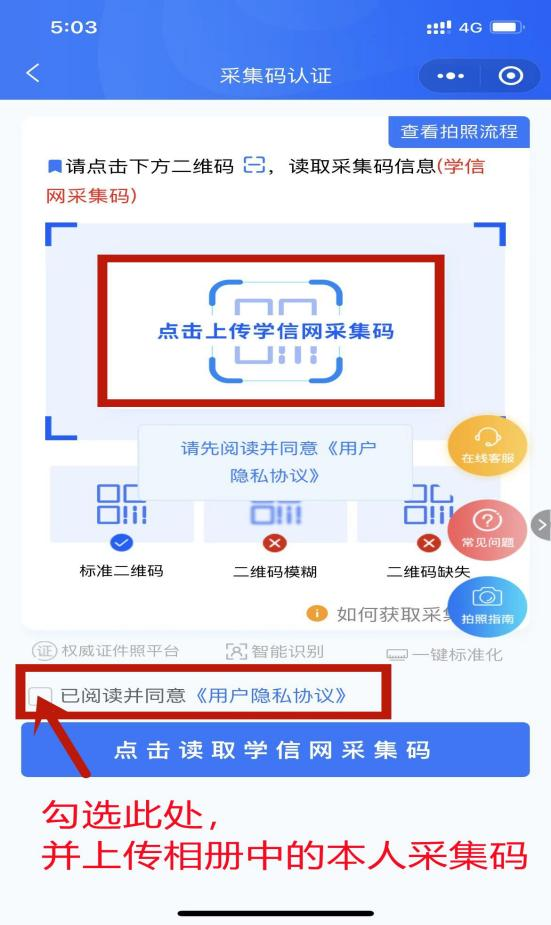 5:03
4G
采集码认证
查看拍照流程
请点击下方二维码，读取采集码信息(学信
网采集码)
点击上传学信网采集码
请先阅读并同意《用户
隐私协议》
在线客服
标准二维码
二维码模糊
二维码缺失
常见问题
如何获取采集
拍照指南
证 权威证件照平台
智能识别
一键标准化
已阅读并同意《用户隐私协议》
点击读取学信网采集码
勾选此处，
并上传相册中的本人采集码